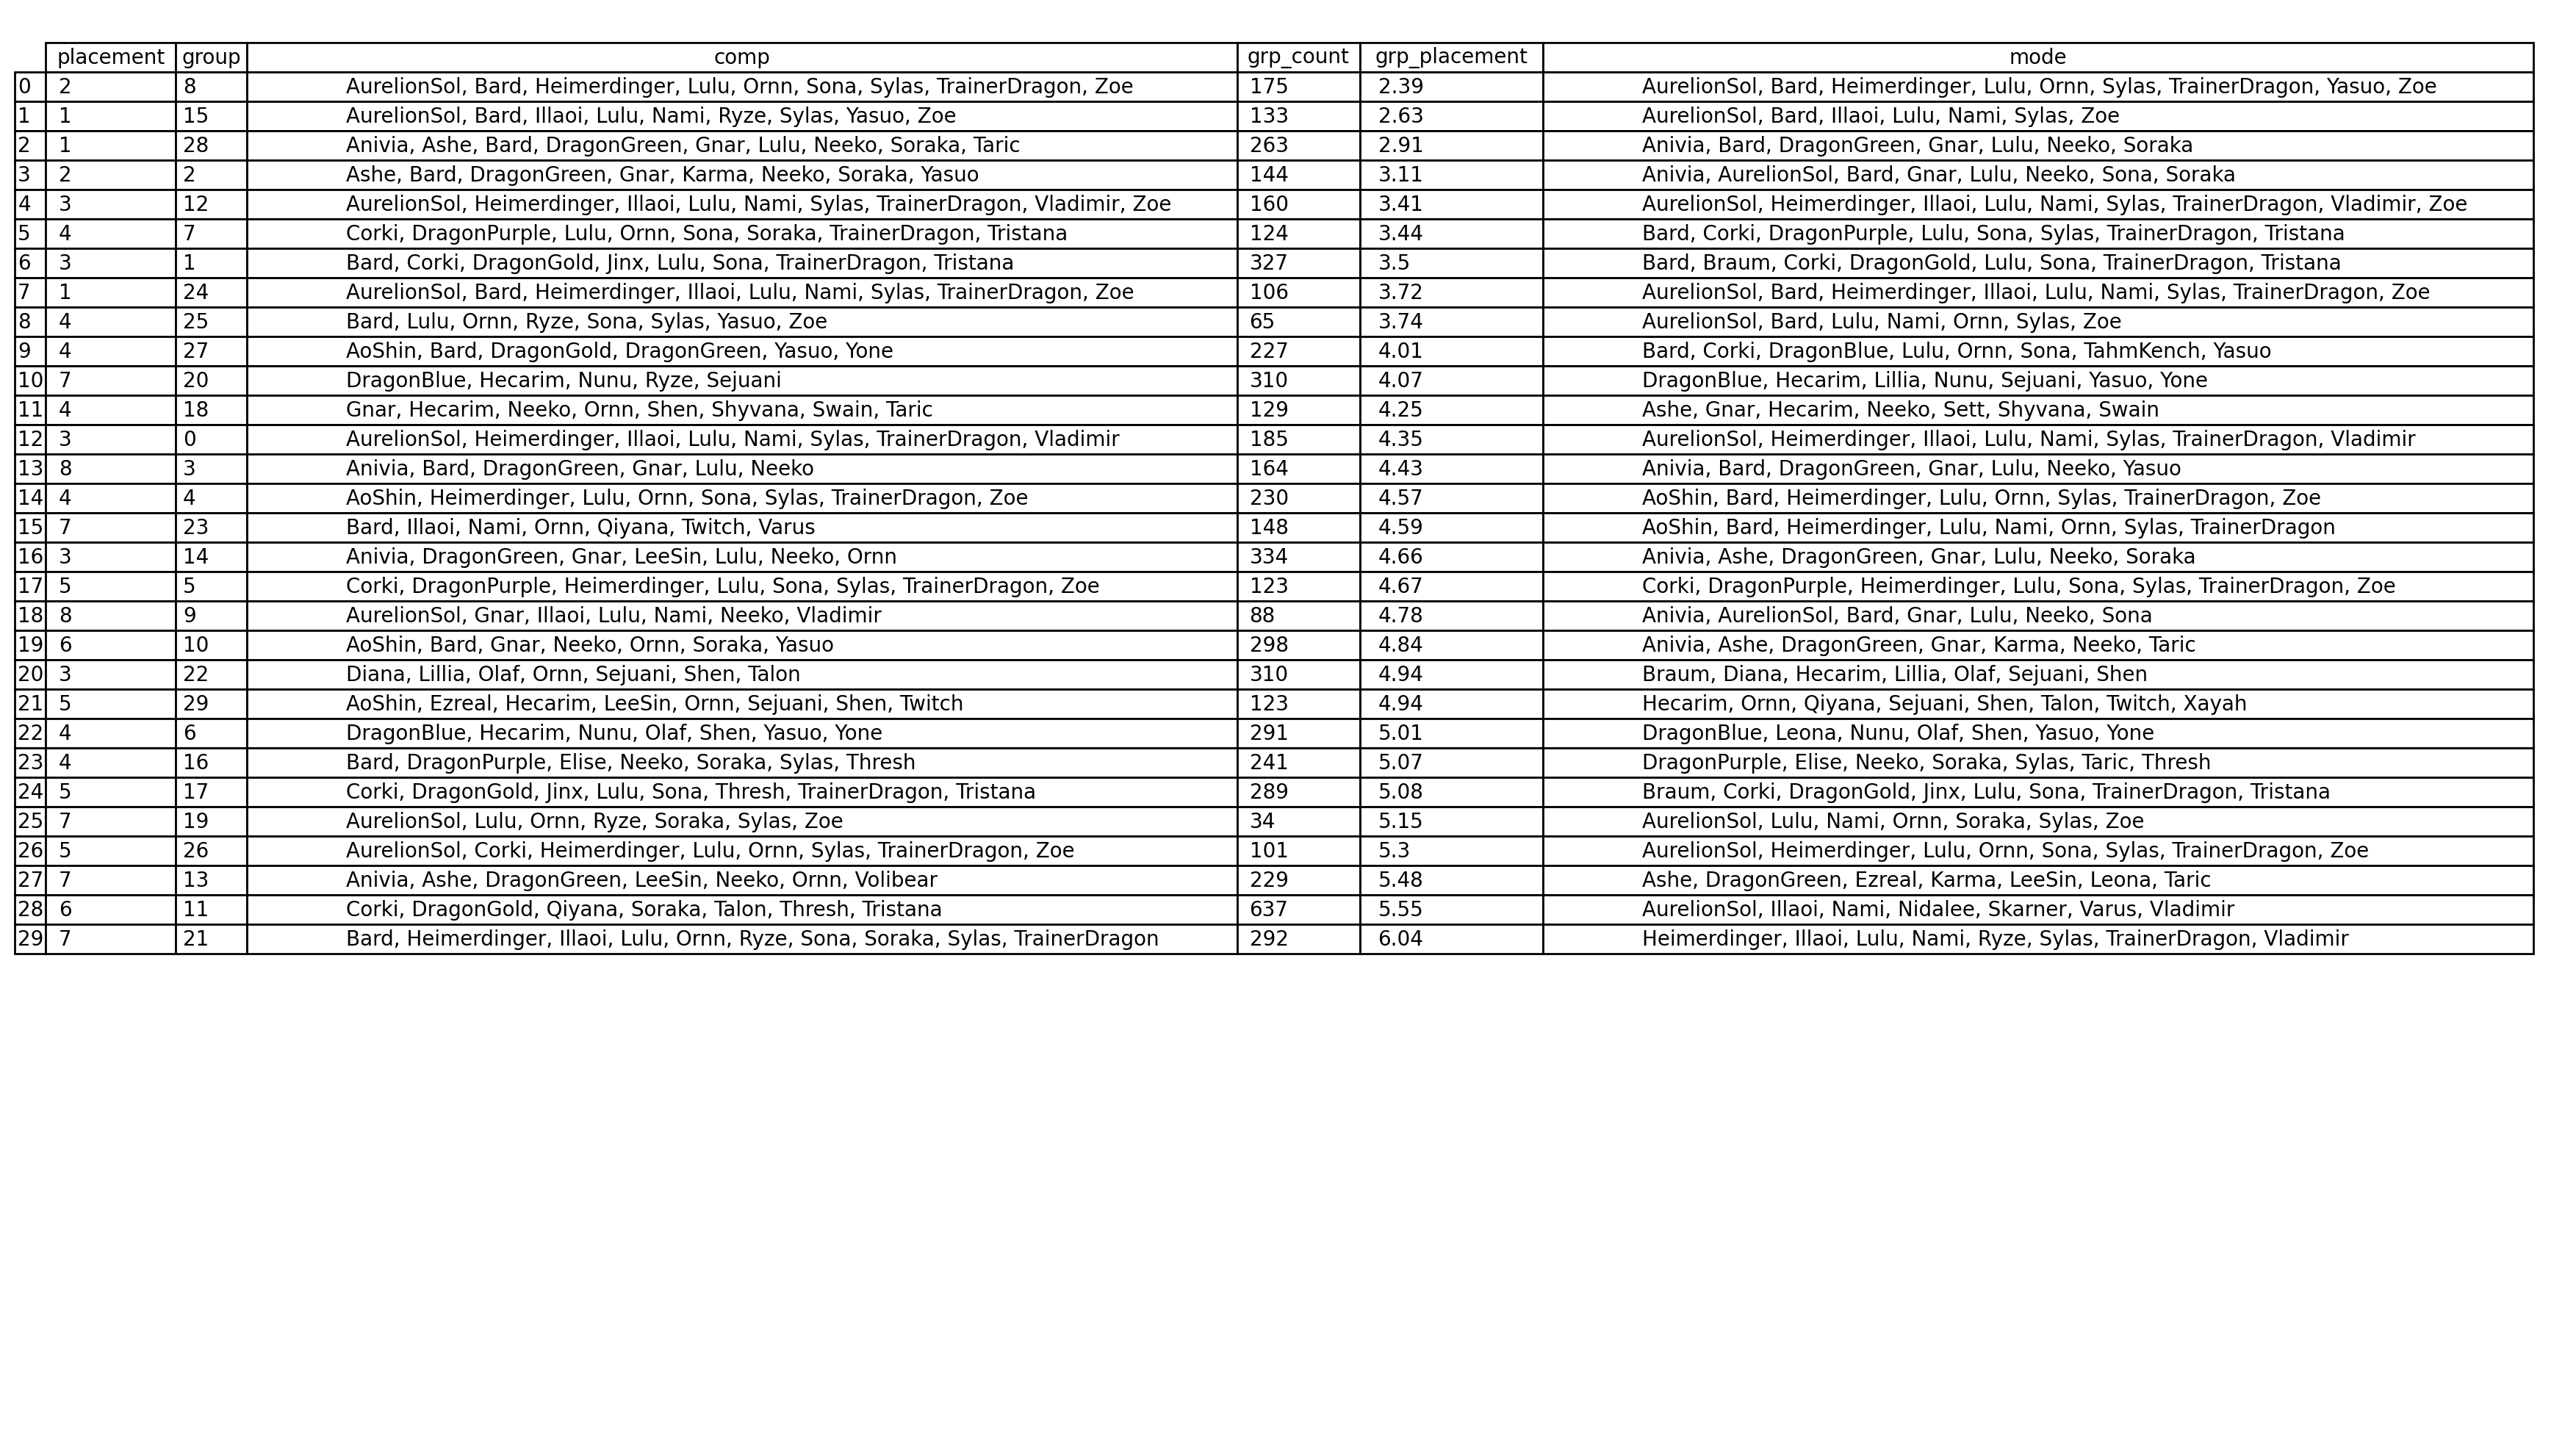 placement group comp grp_count grp_placement mode
0 2 8 AurelionSol, Bard, Heimerdinger, Lulu, Ornn, Sona, Sylas, TrainerDragon, Zoe 175 2.39 AurelionSol, Bard, Heimerdinger, Lulu, Ornn, Sylas, TrainerDragon, Yasuo, Zoe
1 1 15 AurelionSol, Bard, Illaoi, Lulu, Nami, Ryze, Sylas, Yasuo, Zoe 133 2.63 AurelionSol, Bard, Illaoi, Lulu, Nami, Sylas, Zoe
2 1 28 Anivia, Ashe, Bard, DragonGreen, Gnar, Lulu, Neeko, Soraka, Taric 263 2.91 Anivia, Bard, DragonGreen, Gnar, Lulu, Neeko, Soraka
3 2 2 Ashe, Bard, DragonGreen, Gnar, Karma, Neeko, Soraka, Yasuo 144 3.11 Anivia, AurelionSol, Bard, Gnar, Lulu, Neeko, Sona, Soraka
4 3 12 AurelionSol, Heimerdinger, Illaoi, Lulu, Nami, Sylas, TrainerDragon, Vladimir, Zoe 160 3.41 AurelionSol, Heimerdinger, Illaoi, Lulu, Nami, Sylas, TrainerDragon, Vladimir, Zoe
5 4 7 Corki, DragonPurple, Lulu, Ornn, Sona, Soraka, TrainerDragon, Tristana 124 3.44 Bard, Corki, DragonPurple, Lulu, Sona, Sylas, TrainerDragon, Tristana
6 3 1 Bard, Corki, DragonGold, Jinx, Lulu, Sona, TrainerDragon, Tristana 327 3.5 Bard, Braum, Corki, DragonGold, Lulu, Sona, TrainerDragon, Tristana
7 1 24 AurelionSol, Bard, Heimerdinger, Illaoi, Lulu, Nami, Sylas, TrainerDragon, Zoe 106 3.72 AurelionSol, Bard, Heimerdinger, Illaoi, Lulu, Nami, Sylas, TrainerDragon, Zoe
8 4 25 Bard, Lulu, Ornn, Ryze, Sona, Sylas, Yasuo, Zoe 65 3.74 AurelionSol, Bard, Lulu, Nami, Ornn, Sylas, Zoe
9 4 27 AoShin, Bard, DragonGold, DragonGreen, Yasuo, Yone 227 4.01 Bard, Corki, DragonBlue, Lulu, Ornn, Sona, TahmKench, Yasuo
10 7 20 DragonBlue, Hecarim, Nunu, Ryze, Sejuani 310 4.07 DragonBlue, Hecarim, Lillia, Nunu, Sejuani, Yasuo, Yone
11 4 18 Gnar, Hecarim, Neeko, Ornn, Shen, Shyvana, Swain, Taric 129 4.25 Ashe, Gnar, Hecarim, Neeko, Sett, Shyvana, Swain
12 3 0 AurelionSol, Heimerdinger, Illaoi, Lulu, Nami, Sylas, TrainerDragon, Vladimir 185 4.35 AurelionSol, Heimerdinger, Illaoi, Lulu, Nami, Sylas, TrainerDragon, Vladimir
13 8 3 Anivia, Bard, DragonGreen, Gnar, Lulu, Neeko 164 4.43 Anivia, Bard, DragonGreen, Gnar, Lulu, Neeko, Yasuo
14 4 4 AoShin, Heimerdinger, Lulu, Ornn, Sona, Sylas, TrainerDragon, Zoe 230 4.57 AoShin, Bard, Heimerdinger, Lulu, Ornn, Sylas, TrainerDragon, Zoe
15 7 23 Bard, Illaoi, Nami, Ornn, Qiyana, Twitch, Varus 148 4.59 AoShin, Bard, Heimerdinger, Lulu, Nami, Ornn, Sylas, TrainerDragon
16 3 14 Anivia, DragonGreen, Gnar, LeeSin, Lulu, Neeko, Ornn 334 4.66 Anivia, Ashe, DragonGreen, Gnar, Lulu, Neeko, Soraka
17 5 5 Corki, DragonPurple, Heimerdinger, Lulu, Sona, Sylas, TrainerDragon, Zoe 123 4.67 Corki, DragonPurple, Heimerdinger, Lulu, Sona, Sylas, TrainerDragon, Zoe
18 8 9 AurelionSol, Gnar, Illaoi, Lulu, Nami, Neeko, Vladimir 88 4.78 Anivia, AurelionSol, Bard, Gnar, Lulu, Neeko, Sona
19 6 10 AoShin, Bard, Gnar, Neeko, Ornn, Soraka, Yasuo 298 4.84 Anivia, Ashe, DragonGreen, Gnar, Karma, Neeko, Taric
20 3 22 Diana, Lillia, Olaf, Ornn, Sejuani, Shen, Talon 310 4.94 Braum, Diana, Hecarim, Lillia, Olaf, Sejuani, Shen
21 5 29 AoShin, Ezreal, Hecarim, LeeSin, Ornn, Sejuani, Shen, Twitch 123 4.94 Hecarim, Ornn, Qiyana, Sejuani, Shen, Talon, Twitch, Xayah
22 4 6 DragonBlue, Hecarim, Nunu, Olaf, Shen, Yasuo, Yone 291 5.01 DragonBlue, Leona, Nunu, Olaf, Shen, Yasuo, Yone
23 4 16 Bard, DragonPurple, Elise, Neeko, Soraka, Sylas, Thresh 241 5.07 DragonPurple, Elise, Neeko, Soraka, Sylas, Taric, Thresh
24 5 17 Corki, DragonGold, Jinx, Lulu, Sona, Thresh, TrainerDragon, Tristana 289 5.08 Braum, Corki, DragonGold, Jinx, Lulu, Sona, TrainerDragon, Tristana
25 7 19 AurelionSol, Lulu, Ornn, Ryze, Soraka, Sylas, Zoe 34 5.15 AurelionSol, Lulu, Nami, Ornn, Soraka, Sylas, Zoe
26 5 26 AurelionSol, Corki, Heimerdinger, Lulu, Ornn, Sylas, TrainerDragon, Zoe 101 5.3 AurelionSol, Heimerdinger, Lulu, Ornn, Sona, Sylas, TrainerDragon, Zoe
27 7 13 Anivia, Ashe, DragonGreen, LeeSin, Neeko, Ornn, Volibear 229 5.48 Ashe, DragonGreen, Ezreal, Karma, LeeSin, Leona, Taric
28 6 11 Corki, DragonGold, Qiyana, Soraka, Talon, Thresh, Tristana 637 5.55 AurelionSol, Illaoi, Nami, Nidalee, Skarner, Varus, Vladimir
29 7 21 Bard, Heimerdinger, Illaoi, Lulu, Ornn, Ryze, Sona, Soraka, Sylas, TrainerDragon 292 6.04 Heimerdinger, Illaoi, Lulu, Nami, Ryze, Sylas, TrainerDragon, Vladimir